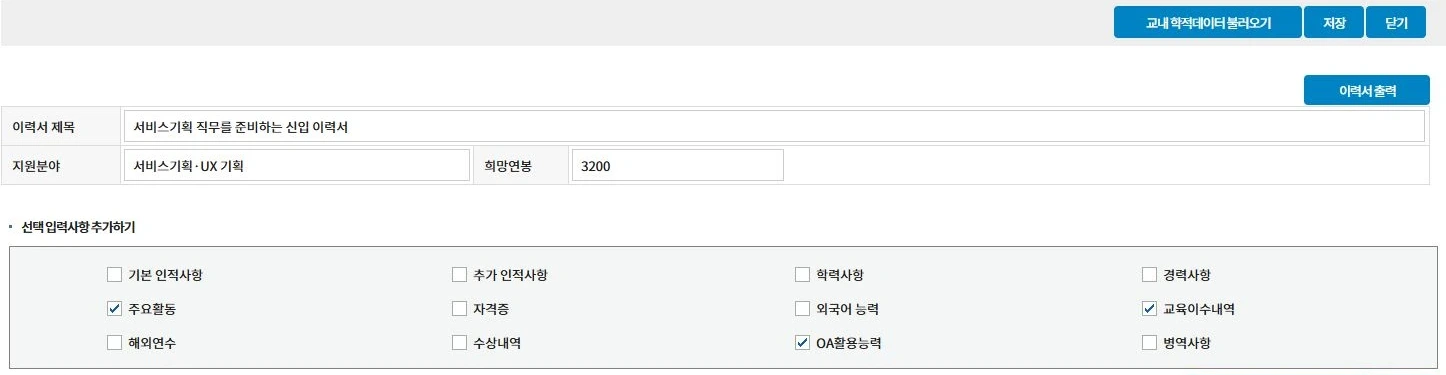 교내 학적데이터 불러오기 저장 닫기
이력서 출력
이력서 제목 서비스기획 직무를 준비하는 신입 이력서
지원분야 서비스기획·UX 기획 희망연봉 3200
선택 입력사항 추가하기
기본 인적사항 추가 인적사항 학력사항 경력사항
주요활동 자격증 외국어 능력 교육이수내역
해외연수 수상내역 OA활용능력 병역사항